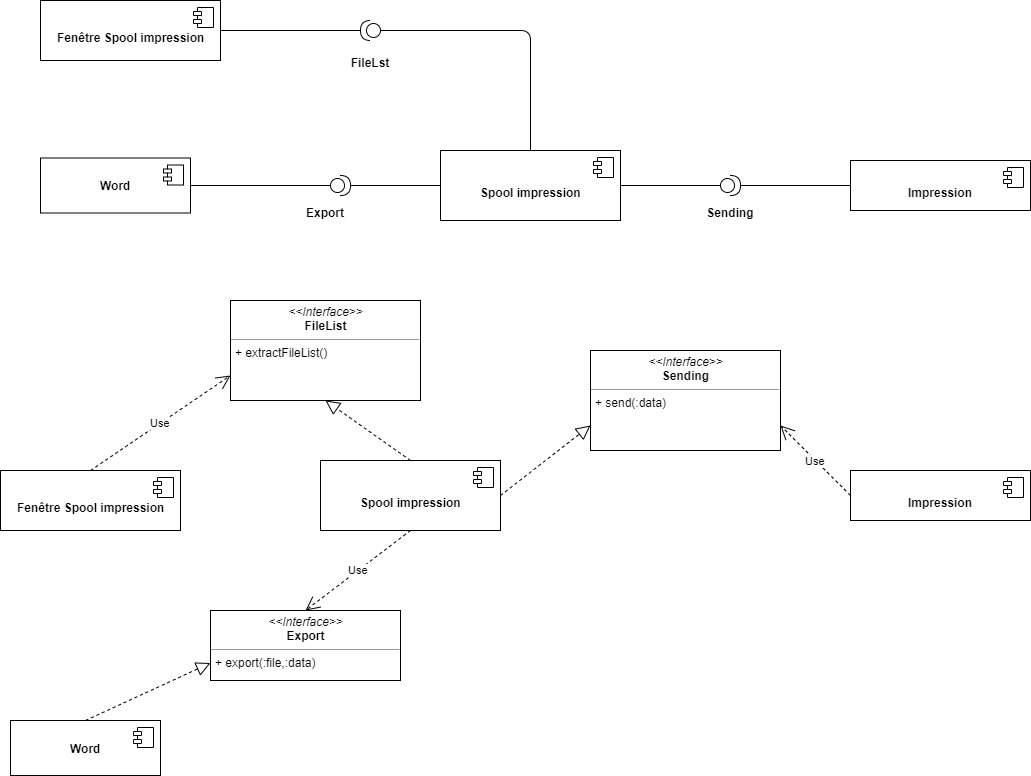 Fenêtre Spool impression
FileLst
Word
Export
Spool impression
Sending
Impression
<<Interface>>
FileList
+ extractFileList()
<<Interface>>
Sending
+ send(:data)
Use
Use
Fenêtre Spool impression
Spool impression
Impression
Use
<<Interface>>
Export
+ export(:file,:data)
Word